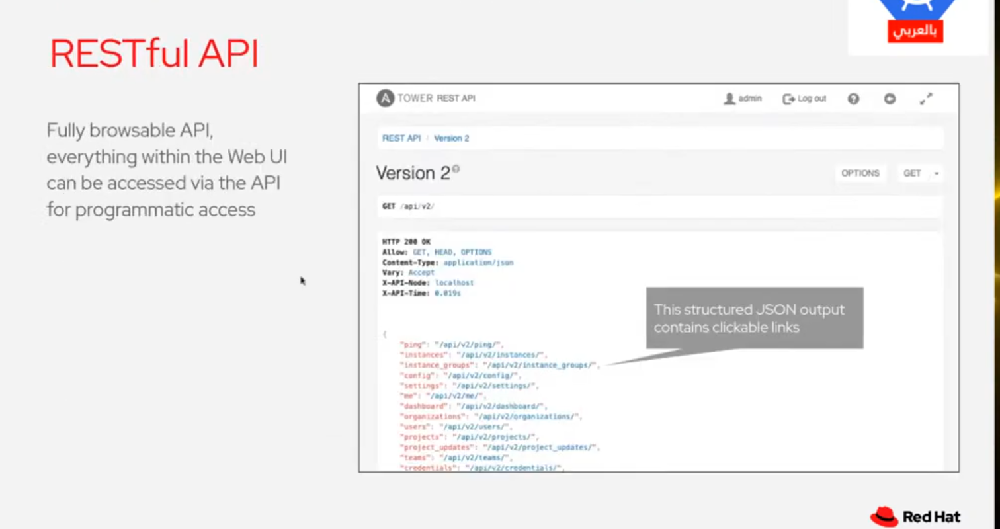 بالعربي
RESTful API
Fully browsable API,
everything within the Web UI
can be accessed via the API
for programmatic access
TOWER REST API
admin
Log out
REST API / Version 2
Version 2
OPTIONS
GET
GET /api/v2/
HTTP 200 OK
Allow: GET, HEAD, OPTIONS
Content-Type: application/json
Vary: Accept
X-API-Node: localhost
X-API-Time: 0.019s
This structured JSON output
contains clickable links
{
"ping": "/api/v2/ping/",
"instances": "/api/v2/instances/",
"instance_groups": "/api/v2/instance_groups/",
"config": "/api/v2/config/",
"settings": "/api/v2/settings/",
"me": "/api/v2/me/",
"dashboard": "/api/v2/dashboard/",
"organizations": "/api/v2/organizations/",
"users": "/api/v2/users/",
"projects": "/api/v2/projects/",
"project_updates": "/api/v2/project_updates/",
"teams": "/api/v2/teams/",
"credentials": "/api/v2/credentials/",
Red Hat